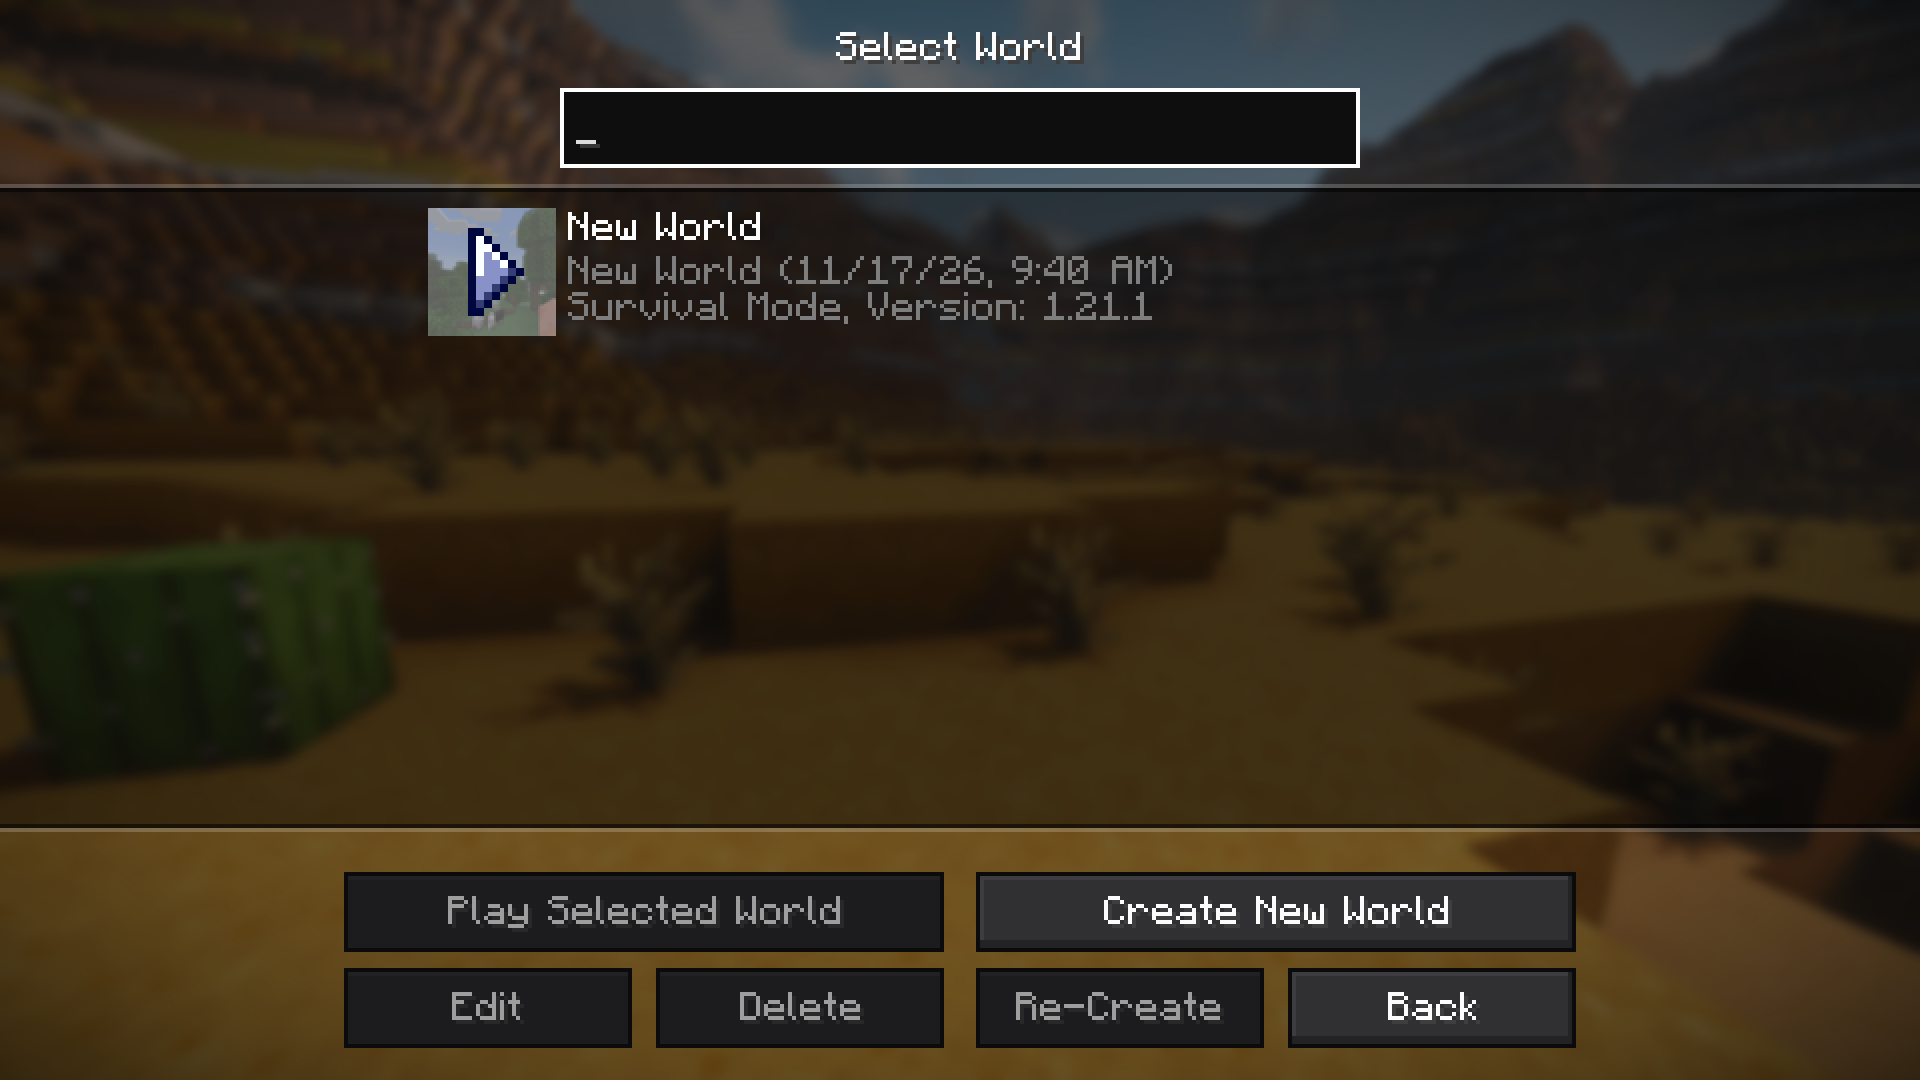 Select World
_
New World
New World (11/17/26, 9:40 AM)
Survival Mode, Version: 1.21.1
Play Selected World
Create New World
Edit
Delete
Re-Create
Back